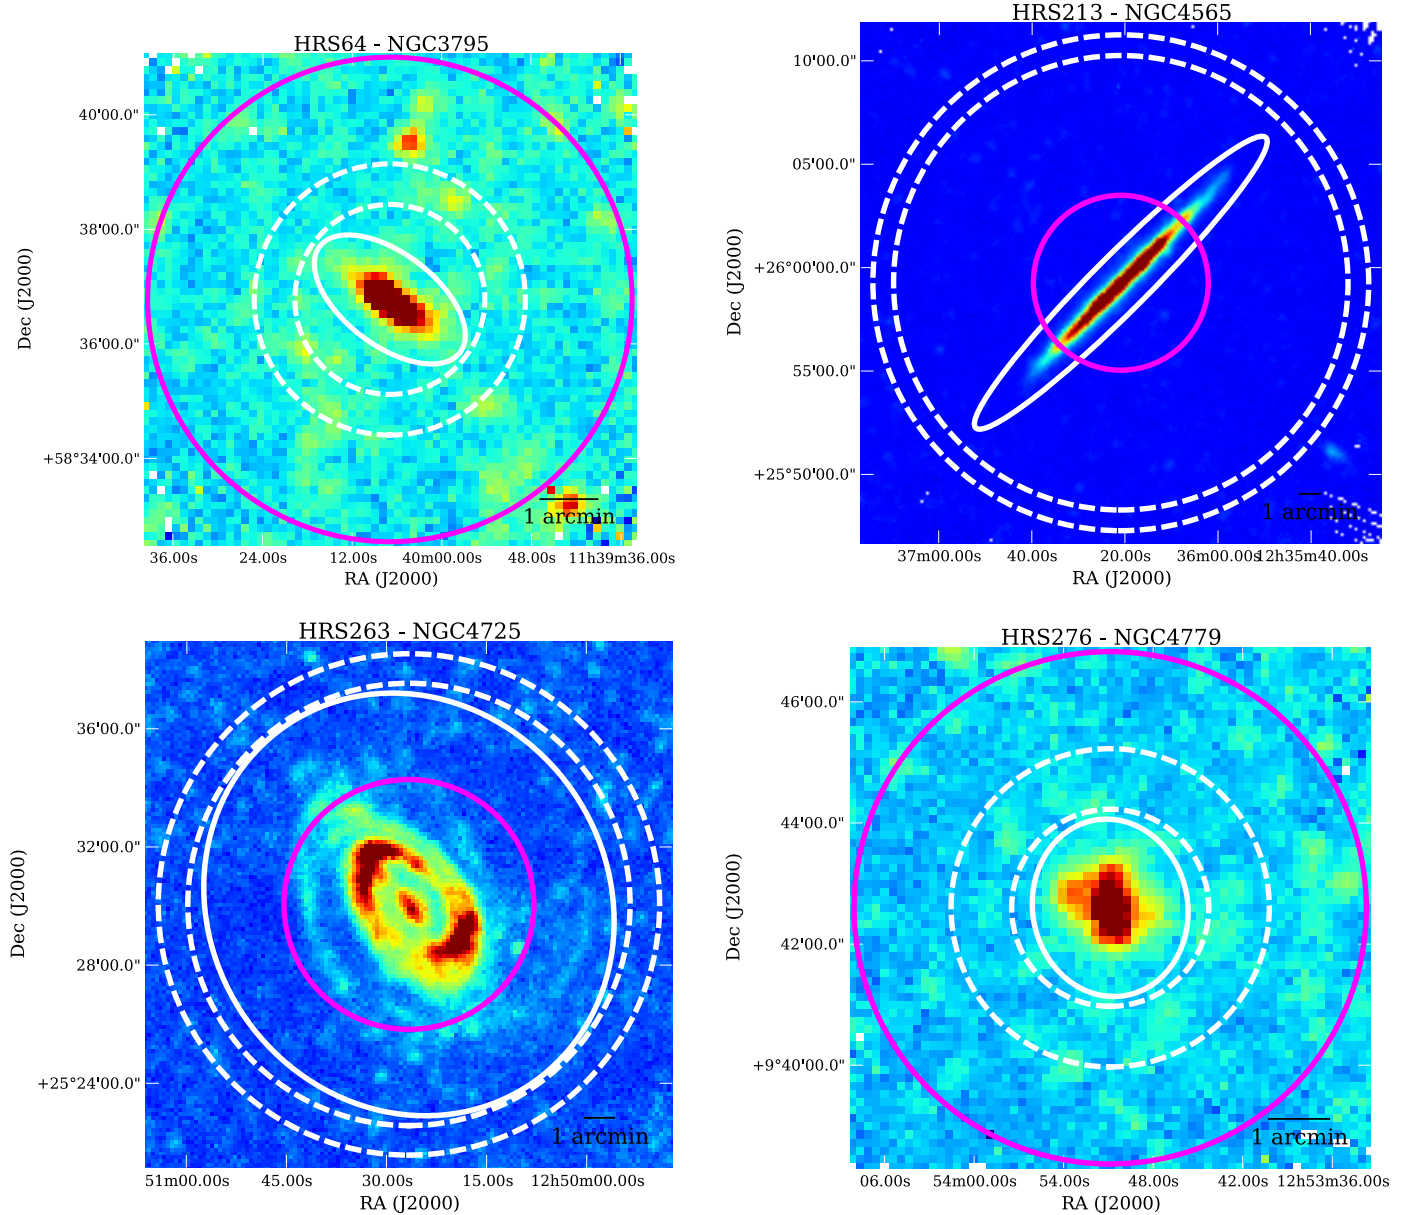 HRS64 - NGC3795
40'00.0"
38'00.0"
36'00.0"
+58°34'00.0"
Dec (J2000)
1 arcmin
36.00s 24.00s 12.00s 40m00.00s 48.00s 11h39m36.00s
RA (J2000)
HRS213 - NGC4565
10'00.0"
05'00.0"
+26°00'00.0"
55'00.0"
+25°50'00.0"
Dec (J2000)
1 arcmin
37m00.00s 40.00s 20.00s 36m00.00s 12h35m40.00s
RA (J2000)
HRS263 - NGC4725
36'00.0"
32'00.0"
28'00.0"
+25°24'00.0"
Dec (J2000)
1 arcmin
51m00.00s 45.00s 30.00s 15.00s 12h50m00.00s
RA (J2000)
HRS276 - NGC4779
46'00.0"
44'00.0"
42'00.0"
+9°40'00.0"
Dec (J2000)
1 arcmin
06.00s 54m00.00s 54.00s 48.00s 42.00s 12h53m36.00s
RA (J2000)